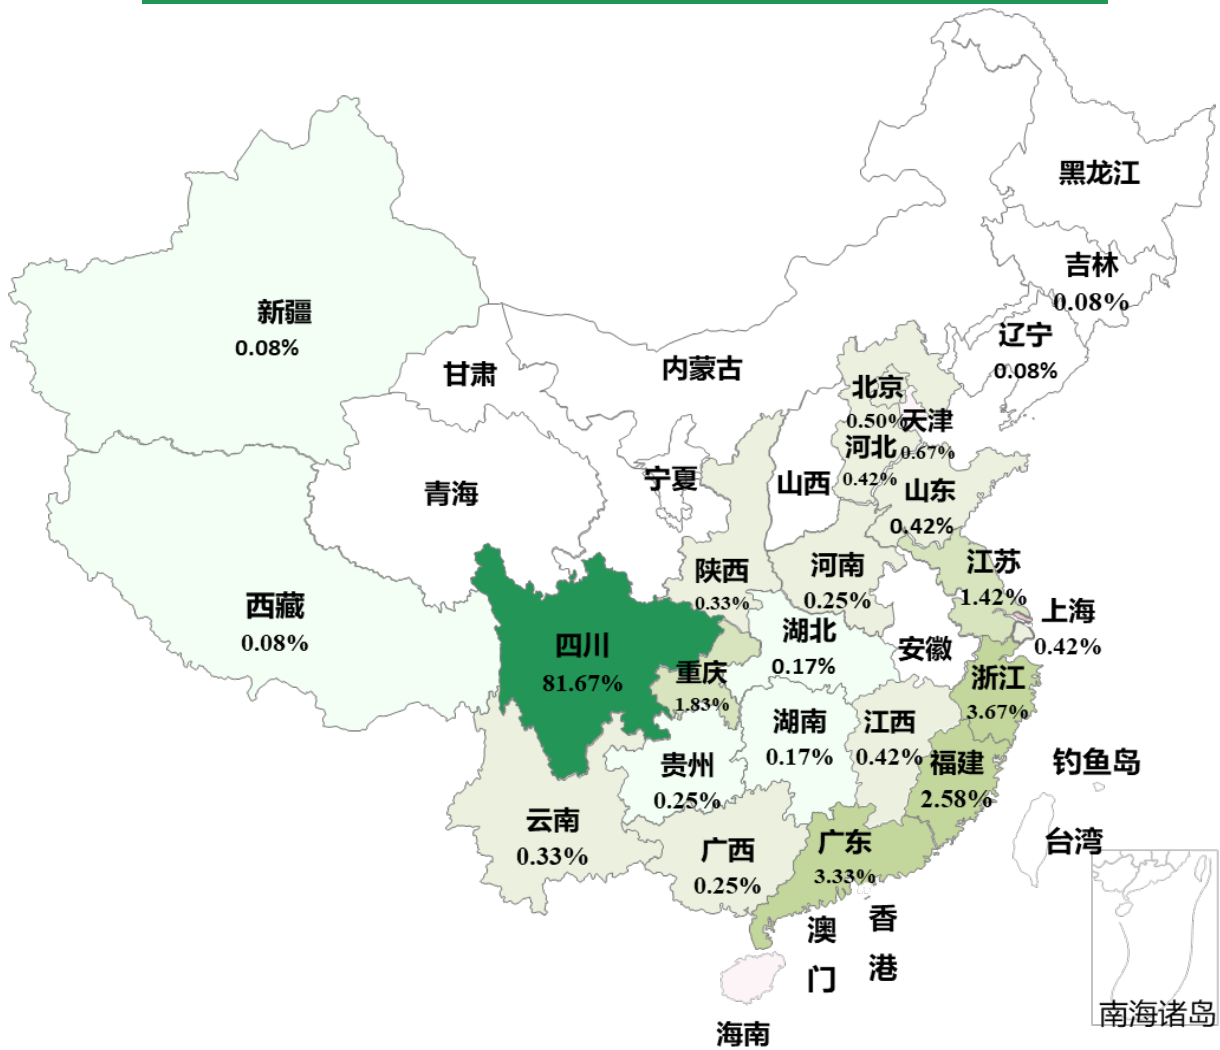 黑龙江
吉林
0.08%
新疆
0.08%
辽宁
0.08%
甘肃
内蒙古
北京
0.50%
天津
0.67%
河北
0.42%
宁夏
山西
青海
山东
0.42%
陕西
0.33%
河南
0.25%
江苏
1.42%
西藏
0.08%
上海
0.42%
四川
81.67%
湖北
0.17%
安徽
重庆
1.83%
浙江
3.67%
湖南
0.17%
江西
0.42%
贵州
0.25%
福建
2.58%
钓鱼岛
云南
0.33%
广西
0.25%
广东
3.33%
台湾
澳
门
香
港
南海诸岛
海南